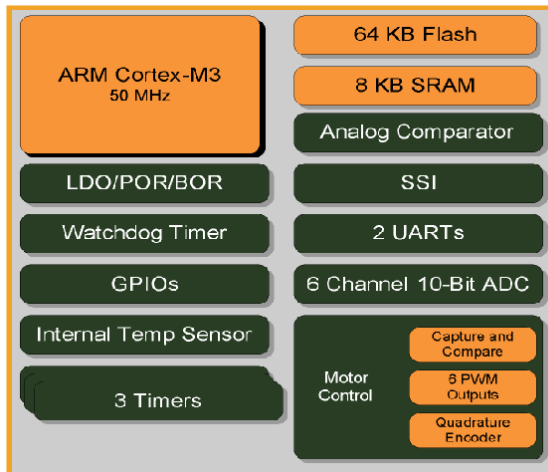 ARM Cortex-M3
50 MHz
LDO/POR/BOR
Watchdog Timer
GPIOs
Internal Temp Sensor
3 Timers
64 KB Flash
8 KB SRAM
Analog Comparator
SSI
2 UARTs
6 Channel 10-Bit ADC
Motor
Control
Capture and
Compare
6 PWM
Outputs
Quadrature
Encoder